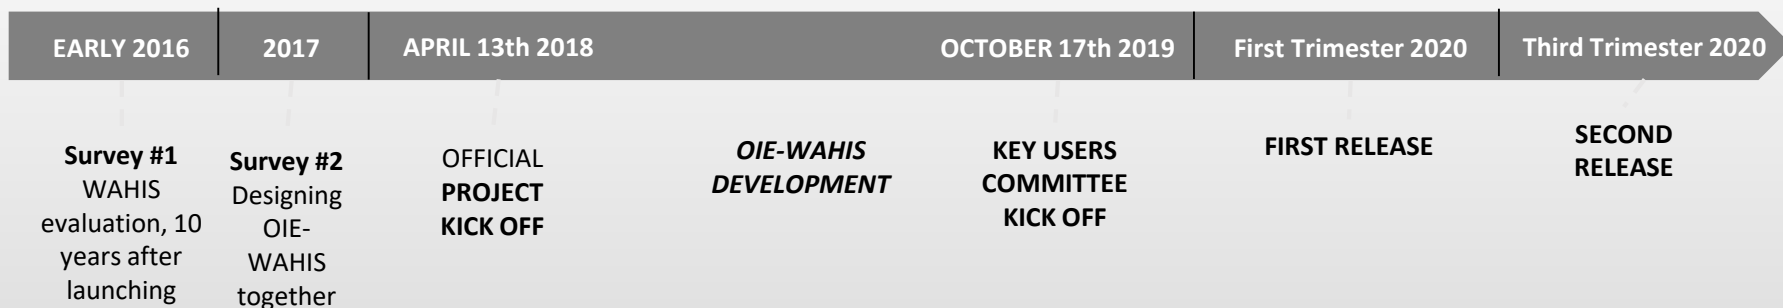 EARLY 2016
2017
APRIL 13th 2018
OCTOBER 17th 2019
First Trimester 2020
Third Trimester 2020
Survey #1
WAHIS
evaluation, 10
years after
launching
Survey #2
Designing
OIE-
WAHIS
together
OFFICIAL
PROJECT
KICK OFF
OIE-WAHIS
DEVELOPMENT
KEY USERS
COMMITTEE
KICK OFF
FIRST RELEASE
SECOND
RELEASE